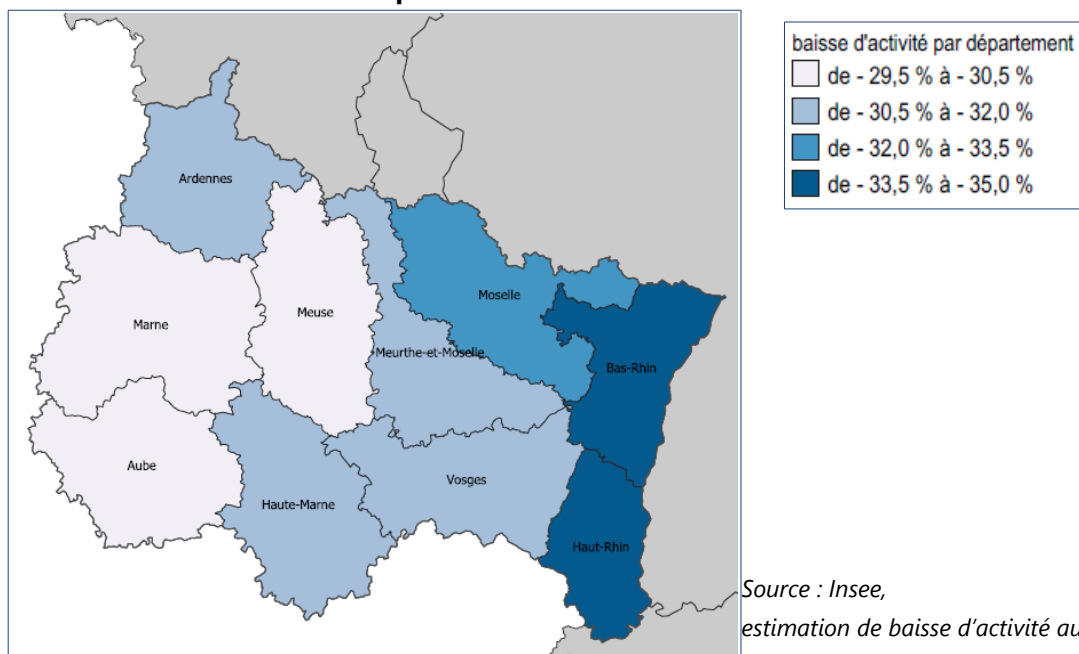 baisse d'activité par département
de - 29,5 % à - 30,5 %
de - 30,5 % à - 32,0 %
de - 32,0 % à - 33,5 %
de - 33,5 % à - 35,0 %
Ardennes
Moselle
Meuse
Marne
Meurthe-et-Moselle
Bas-Rhin
Aube
Vosges
Haute-Marne
Haut-Rhin
Source : Insee,
estimation de baisse d'activité au